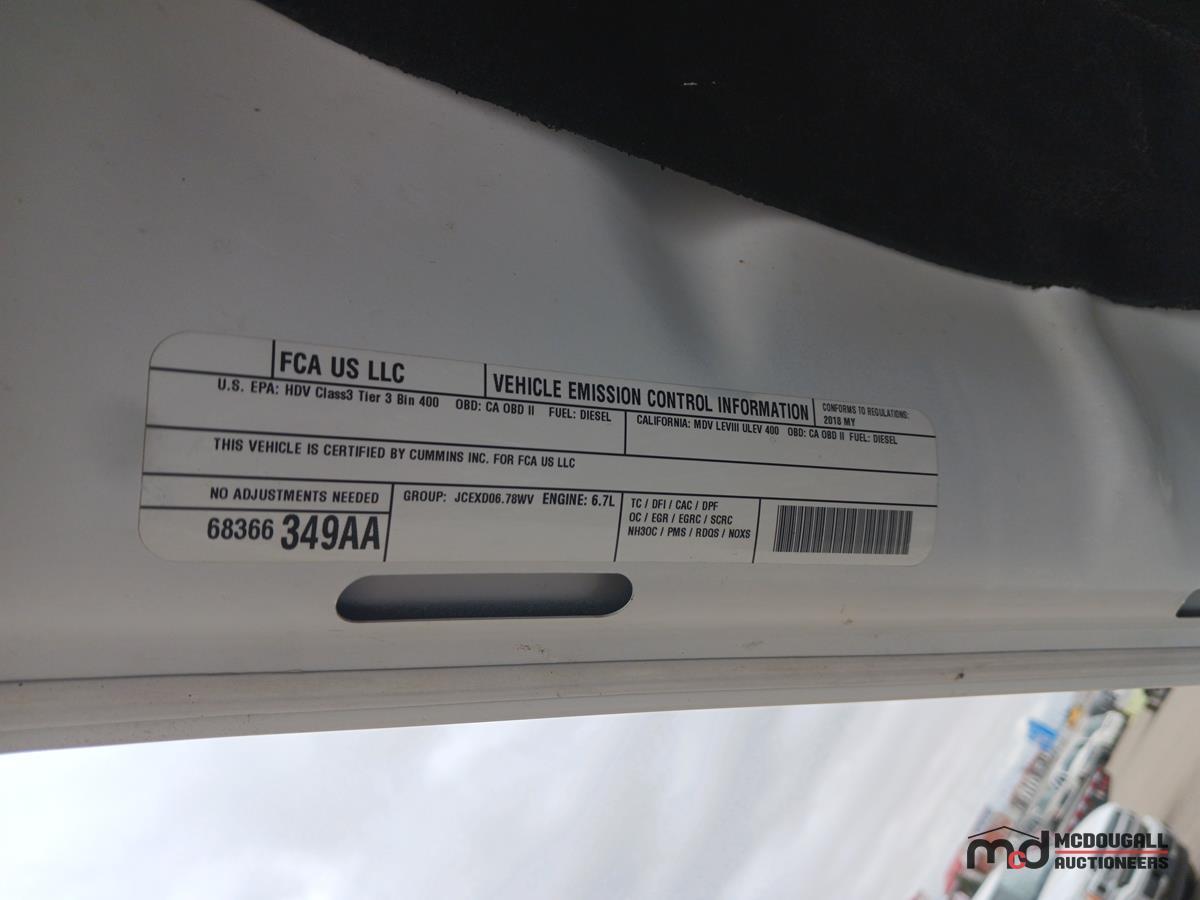 FCA US LLC
VEHICLE EMISSION CONTROL INFORMATION
CONFORMS TO REGULATIONS:
2018 MY
U.S. EPA: HDV Class3 Tier 3 Bin 400 OBD: CA OBD II FUEL: DIESEL
CALIFORNIA: MDV LEVIII ULEV 400 OBD: CA OBD II FUEL: DIESEL
THIS VEHICLE IS CERTIFIED BY CUMMINS INC. FOR FCA US LLC
NO ADJUSTMENTS NEEDED
68366 349AA
GROUP: JCEXD06.78WV ENGINE: 6.7L
TC / DFI / CAC / DPF
OC / EGR / EGRC / SCRC
NH3OC / PMS / RDQS / NOXS
mcd
MCDOUGALL
AUCTIONEERS